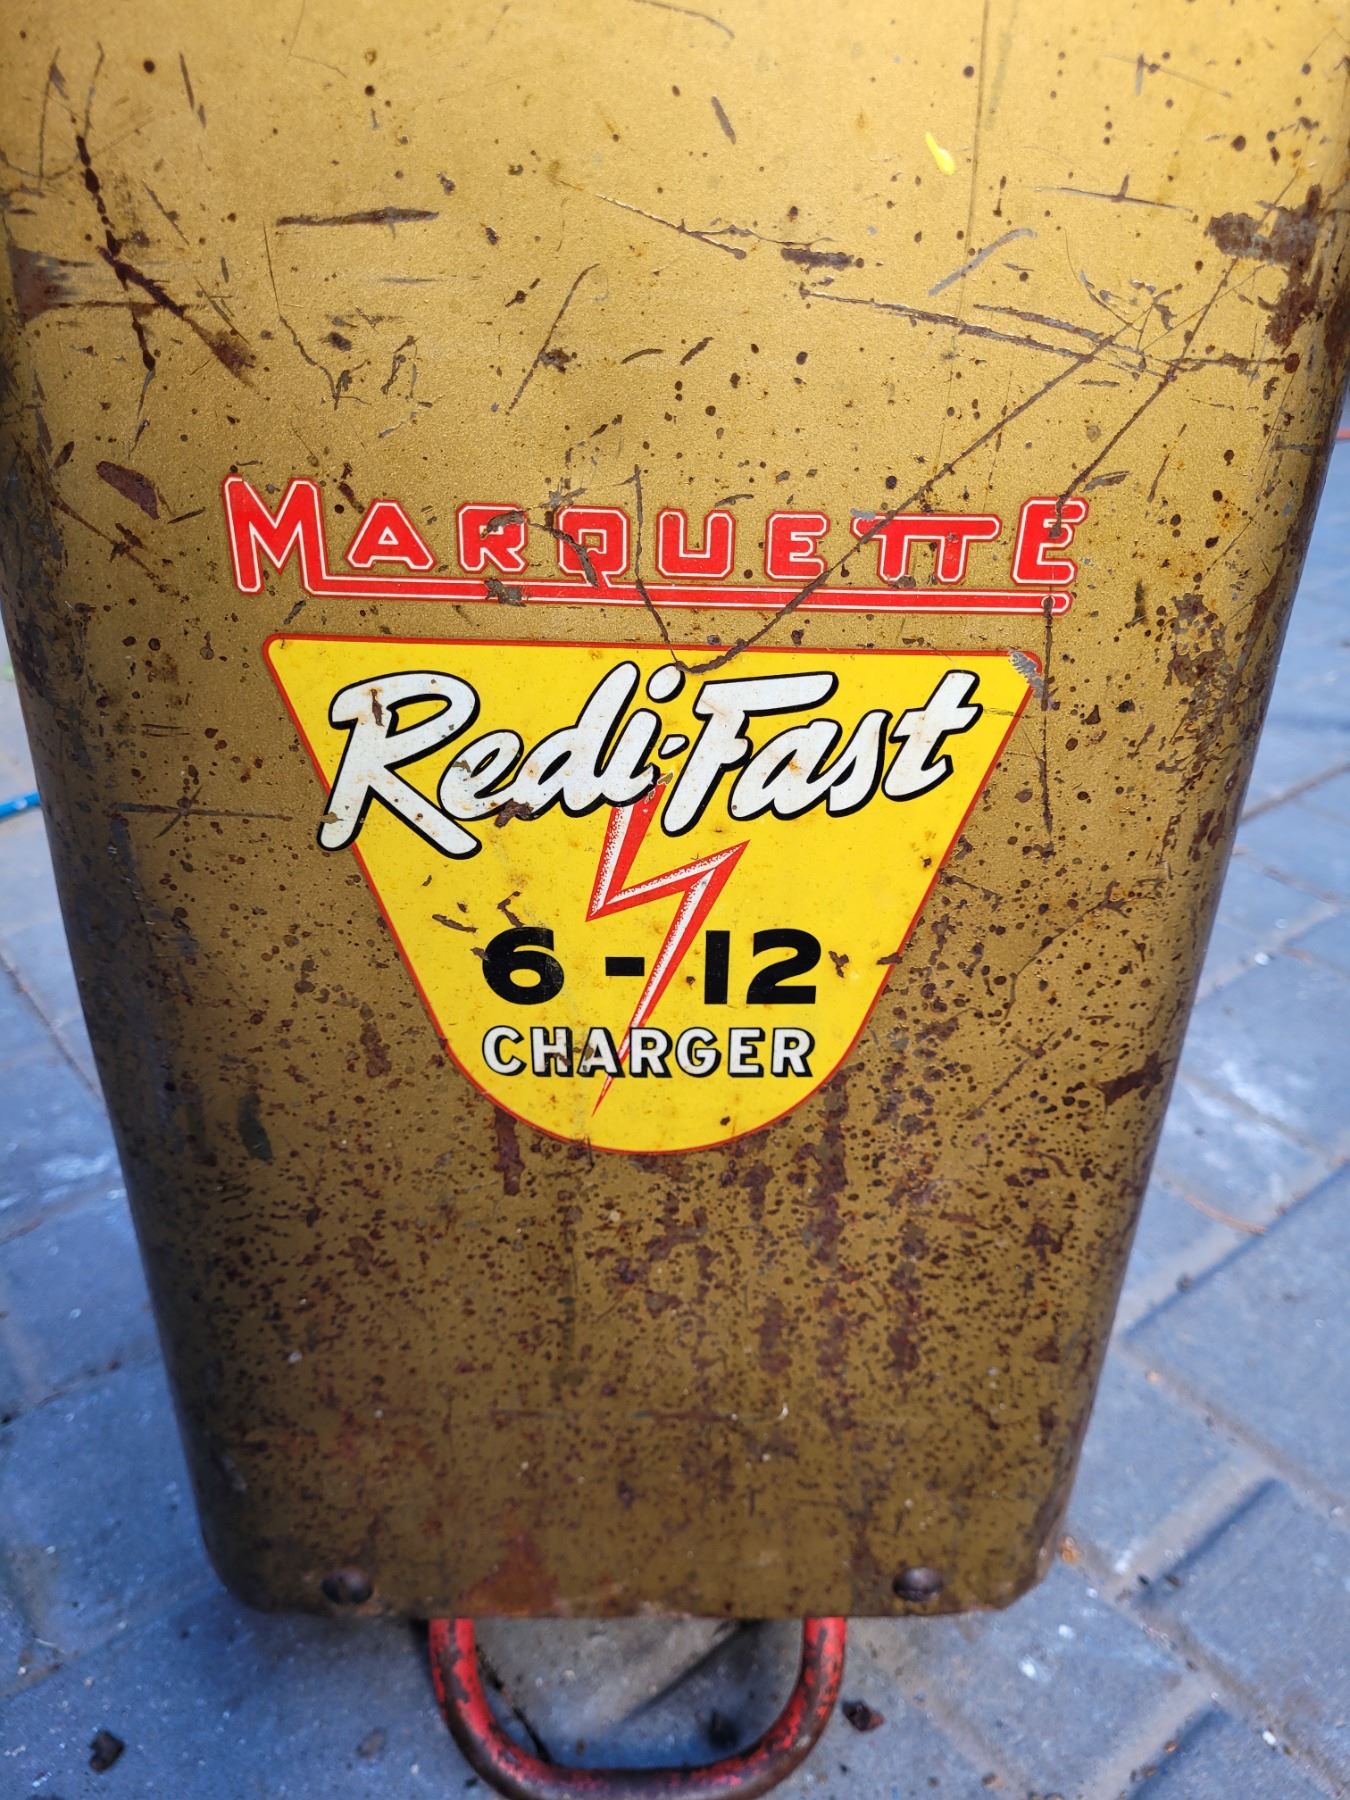 MARQUETTE
Redi-Fast
6-12
CHARGER